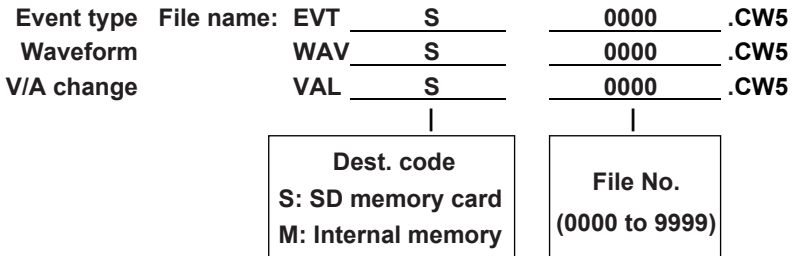 Event type File name: EVT S 0000 .CW5
Waveform WAV S 0000 .CW5
V/A change VAL S 0000 .CW5
Dest. code
S: SD memory card
M: Internal memory
File No.
(0000 to 9999)